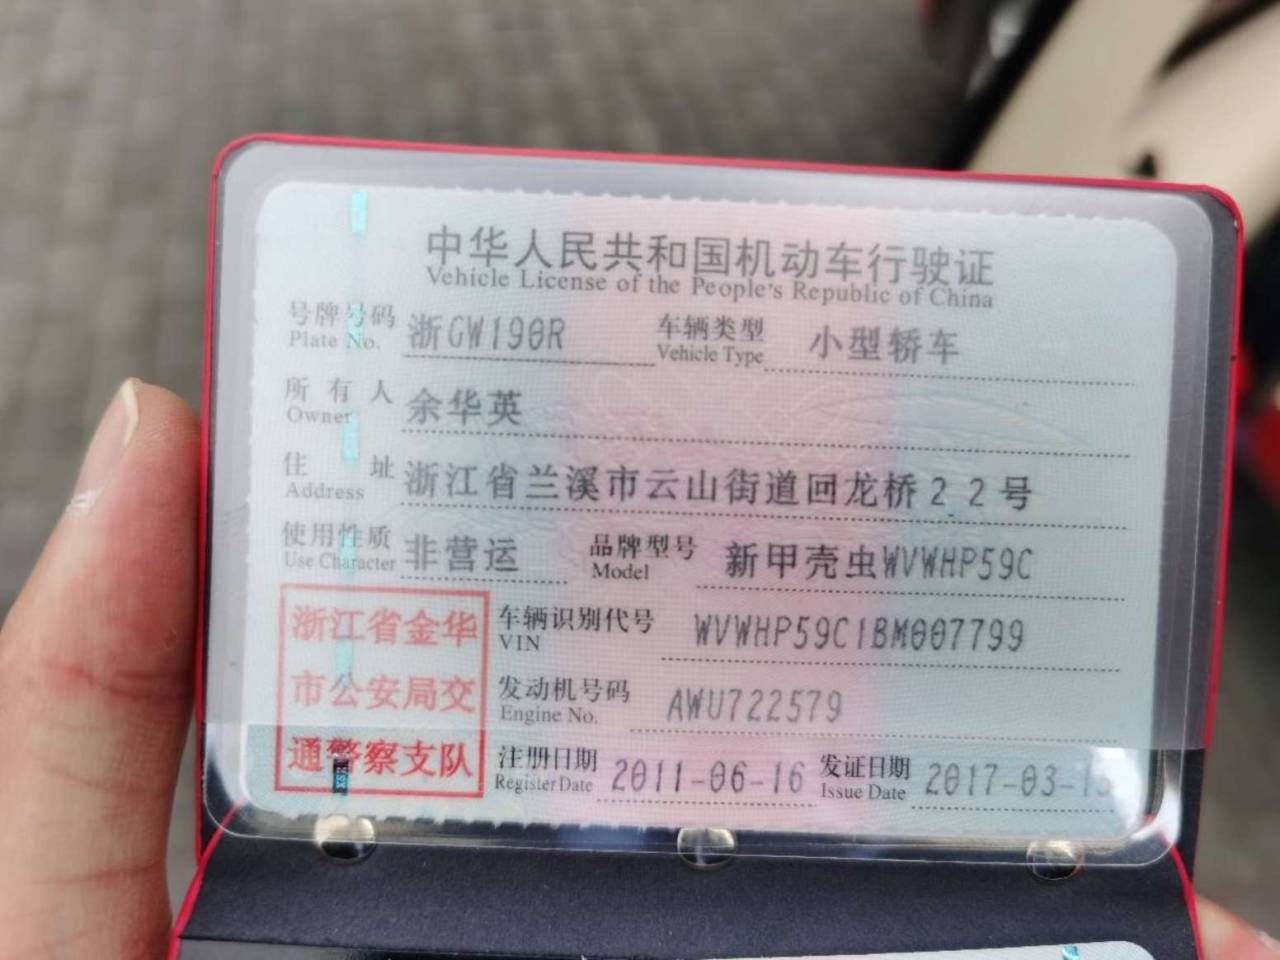 中华人民共和国机动车行驶证
Vehicle License of the People's Republic of China
号牌号码 浙GW190R 车辆类型 小型轿车
Plate No. Vehicle Type
所有人 余华英
Owner
住址 浙江省兰溪市云山街道回龙桥22号
Address
使用性质 非营运 品牌型号 新甲壳虫WVWHP59C
Use Character Model
浙江省金华
市公安局交
通警察支队
车辆识别代号 WVWHP59C1BM007799
VIN
发动机号码 AWU722579
Engine No.
注册日期 2011-06-16 发证日期 2017-03-
Register Date Issue Date